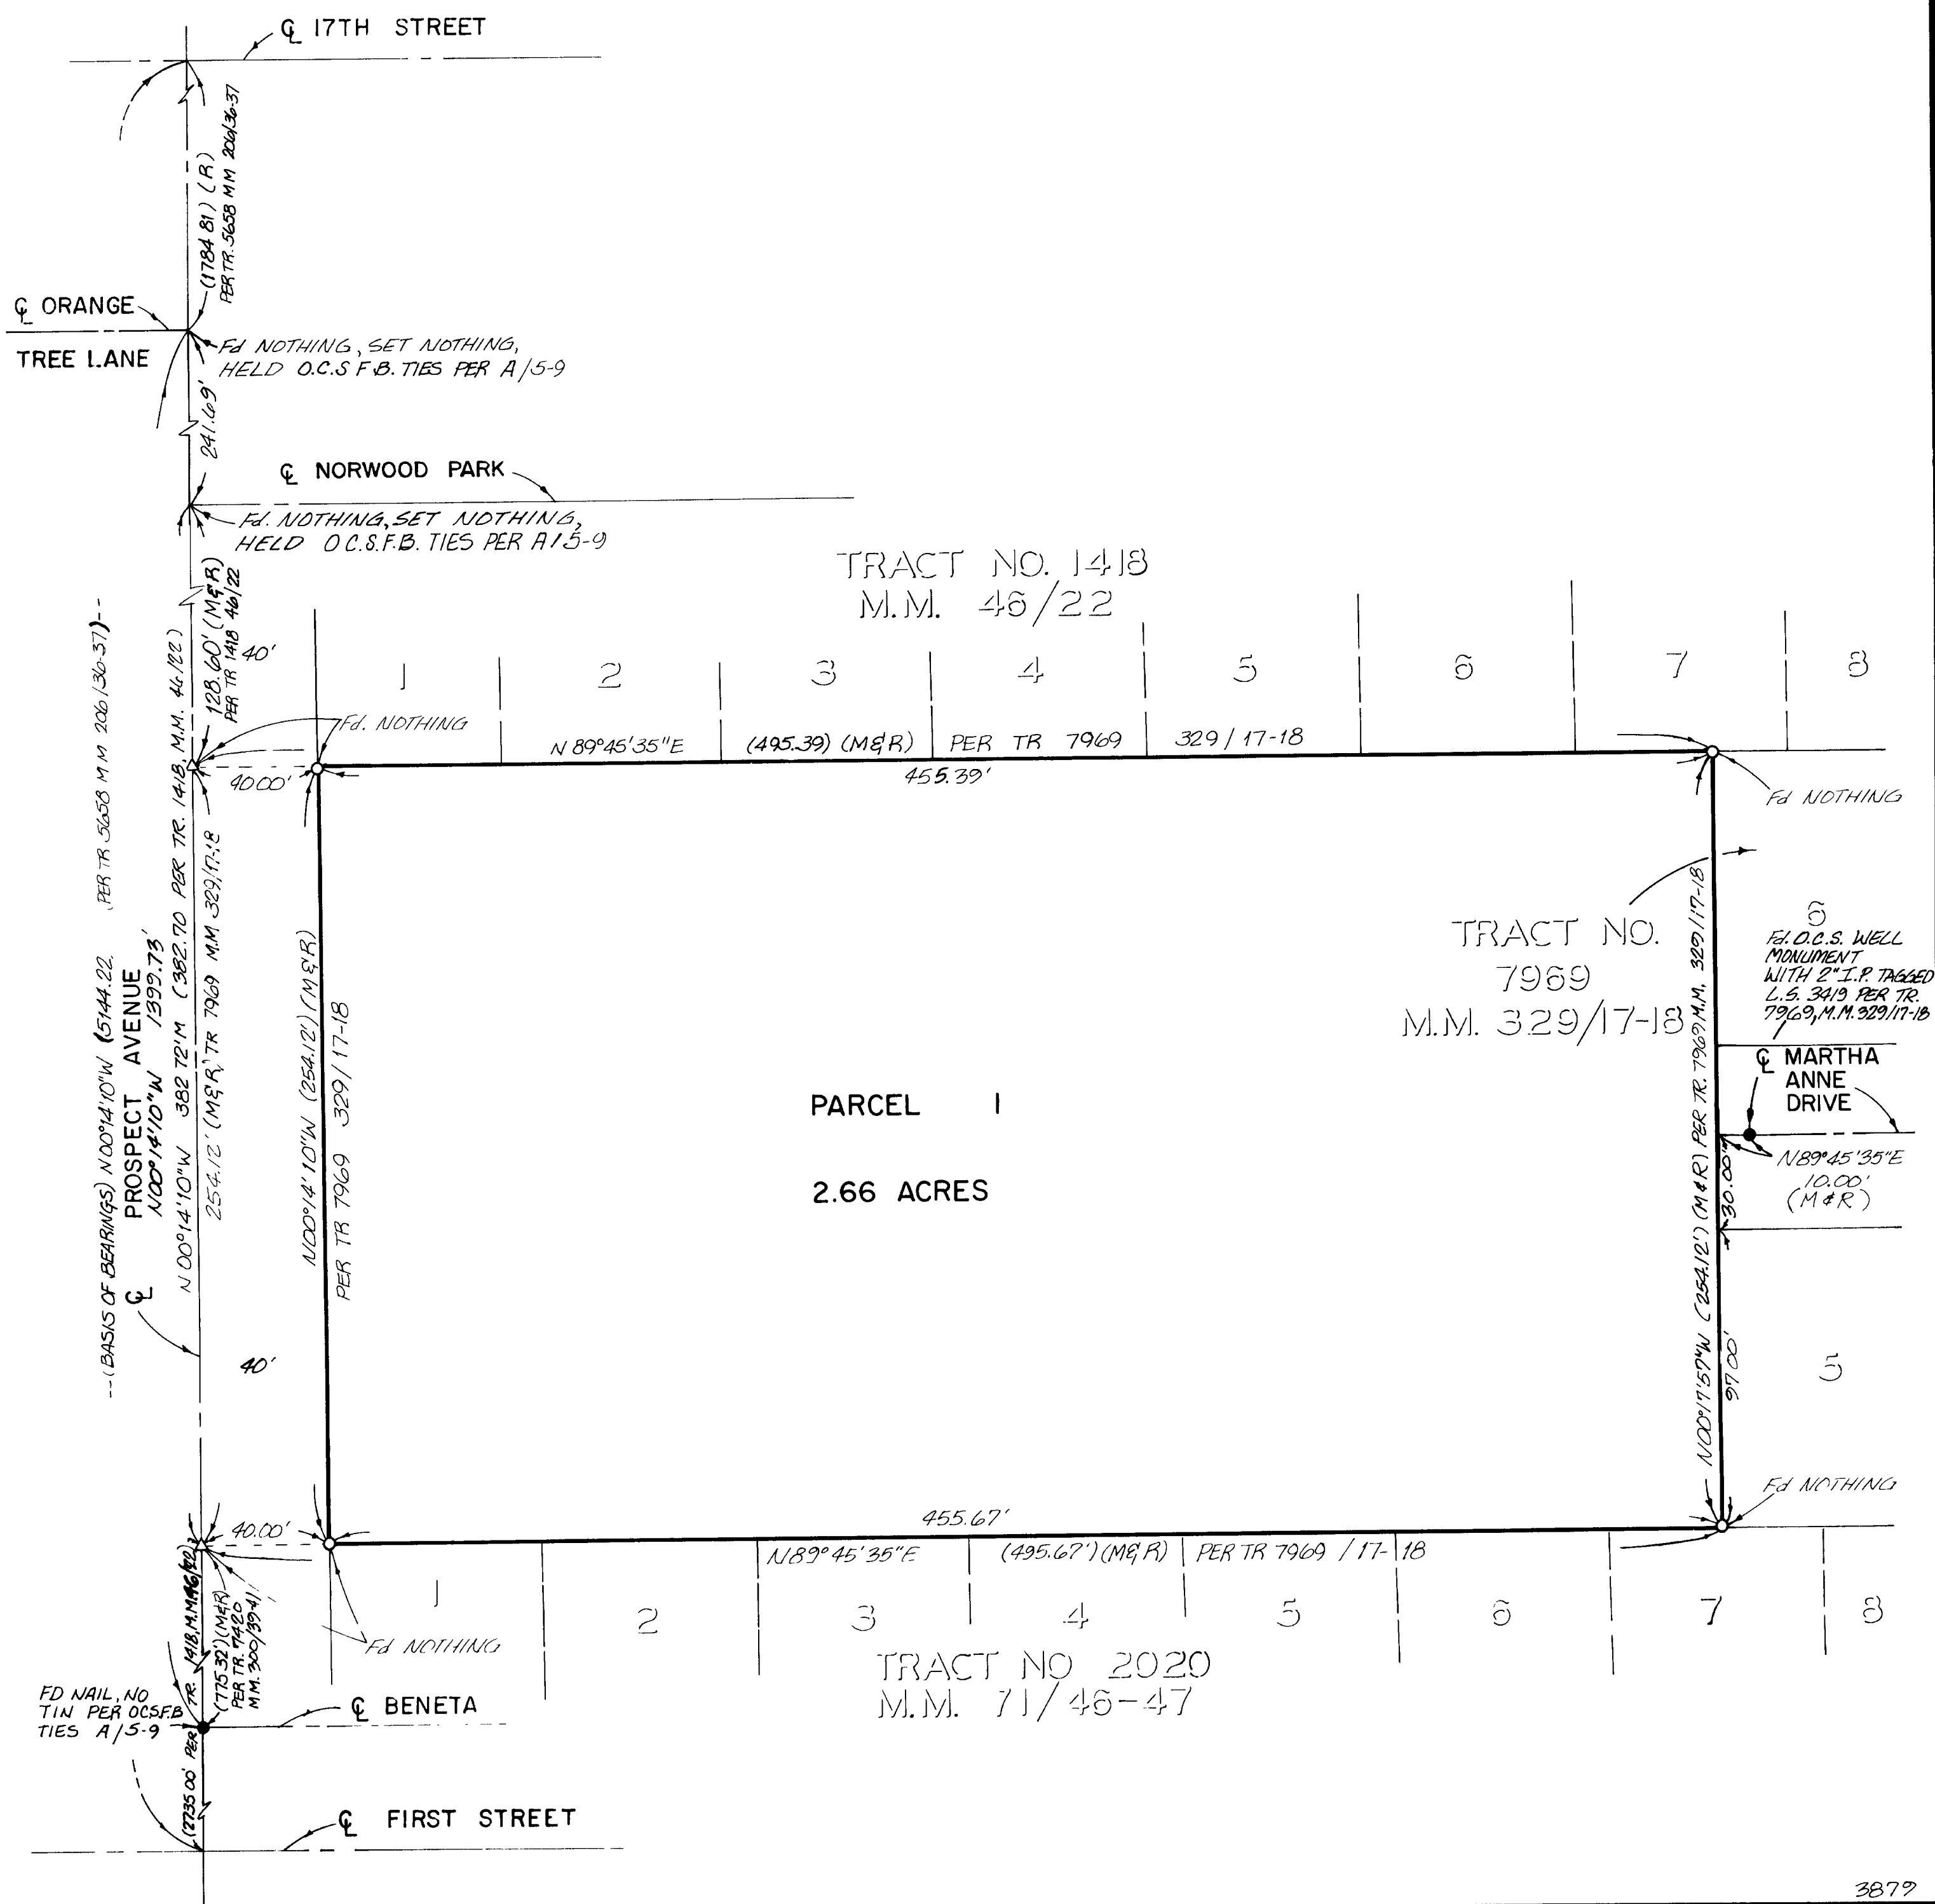 ℄ 17TH STREET
(1784 81) (R)
PER TR. 5658 MM 206/36-37
℄ ORANGE
TREE LANE
Fd NOTHING, SET NOTHING,
HELD O.C.S F.B. TIES PER A/5-9
241.69'
℄ NORWOOD PARK
Fd. NOTHING, SET NOTHING,
HELD O C.S.F.B. TIES PER A/5-9
TRACT NO. 1418
M.M. 46/22
128.60' (M&R)
PER TR 1418 46/22
40'
1 2 3 4 5 6 7 8
Fd. NOTHING
N 89°45'35"E (495.39) (M&R) PER TR 7969 329/17-18
40 00'
455.39'
Fd NOTHING
--(BASIS OF BEARINGS) N00°14'10"W (5144.22 PER TR 5658 M M 206/36-37)--
℄ PROSPECT AVENUE
N00°14'10"W 1399.73'
N 00°14'10"W 382 72'M (382.70 PER TR. 1418, M.M. 46/22)
254.12' (M&R, TR 7969 M.M 329/17-18
N00°14'10"W (254.12') (M&R)
PER TR 7969 329/17-18
TRACT NO.
7969
M.M. 329/17-18
6
Fd. O.C.S. WELL
MONUMENT
WITH 2" I.P. TAGGED
L.S. 3419 PER TR.
7969, M.M. 329/17-18
N00°17'57"W (254.12') (M&R) PER TR. 7969 M.M. 329/17-18
℄ MARTHA
ANNE
DRIVE
PARCEL 1
2.66 ACRES
30.00'
N89°45'35"E
10.00'
(M&R)
40'
97 00'
5
Fd NOTHING
40.00'
455.67'
N89°45'35"E (495.67') (M&R) PER TR 7969 /17-18
1 2 3 4 5 6 7 8
Fd NOTHING
TRACT NO 2020
M.M. 71/46-47
(775 32') (M&R)
PER TR. 7420
M M. 300/39-41
FD NAIL, NO
TIN PER OCSF.B
TIES A/5-9
℄ BENETA
(2735 00' PER TR. 1418, M.M. 46/22)
℄ FIRST STREET
3879